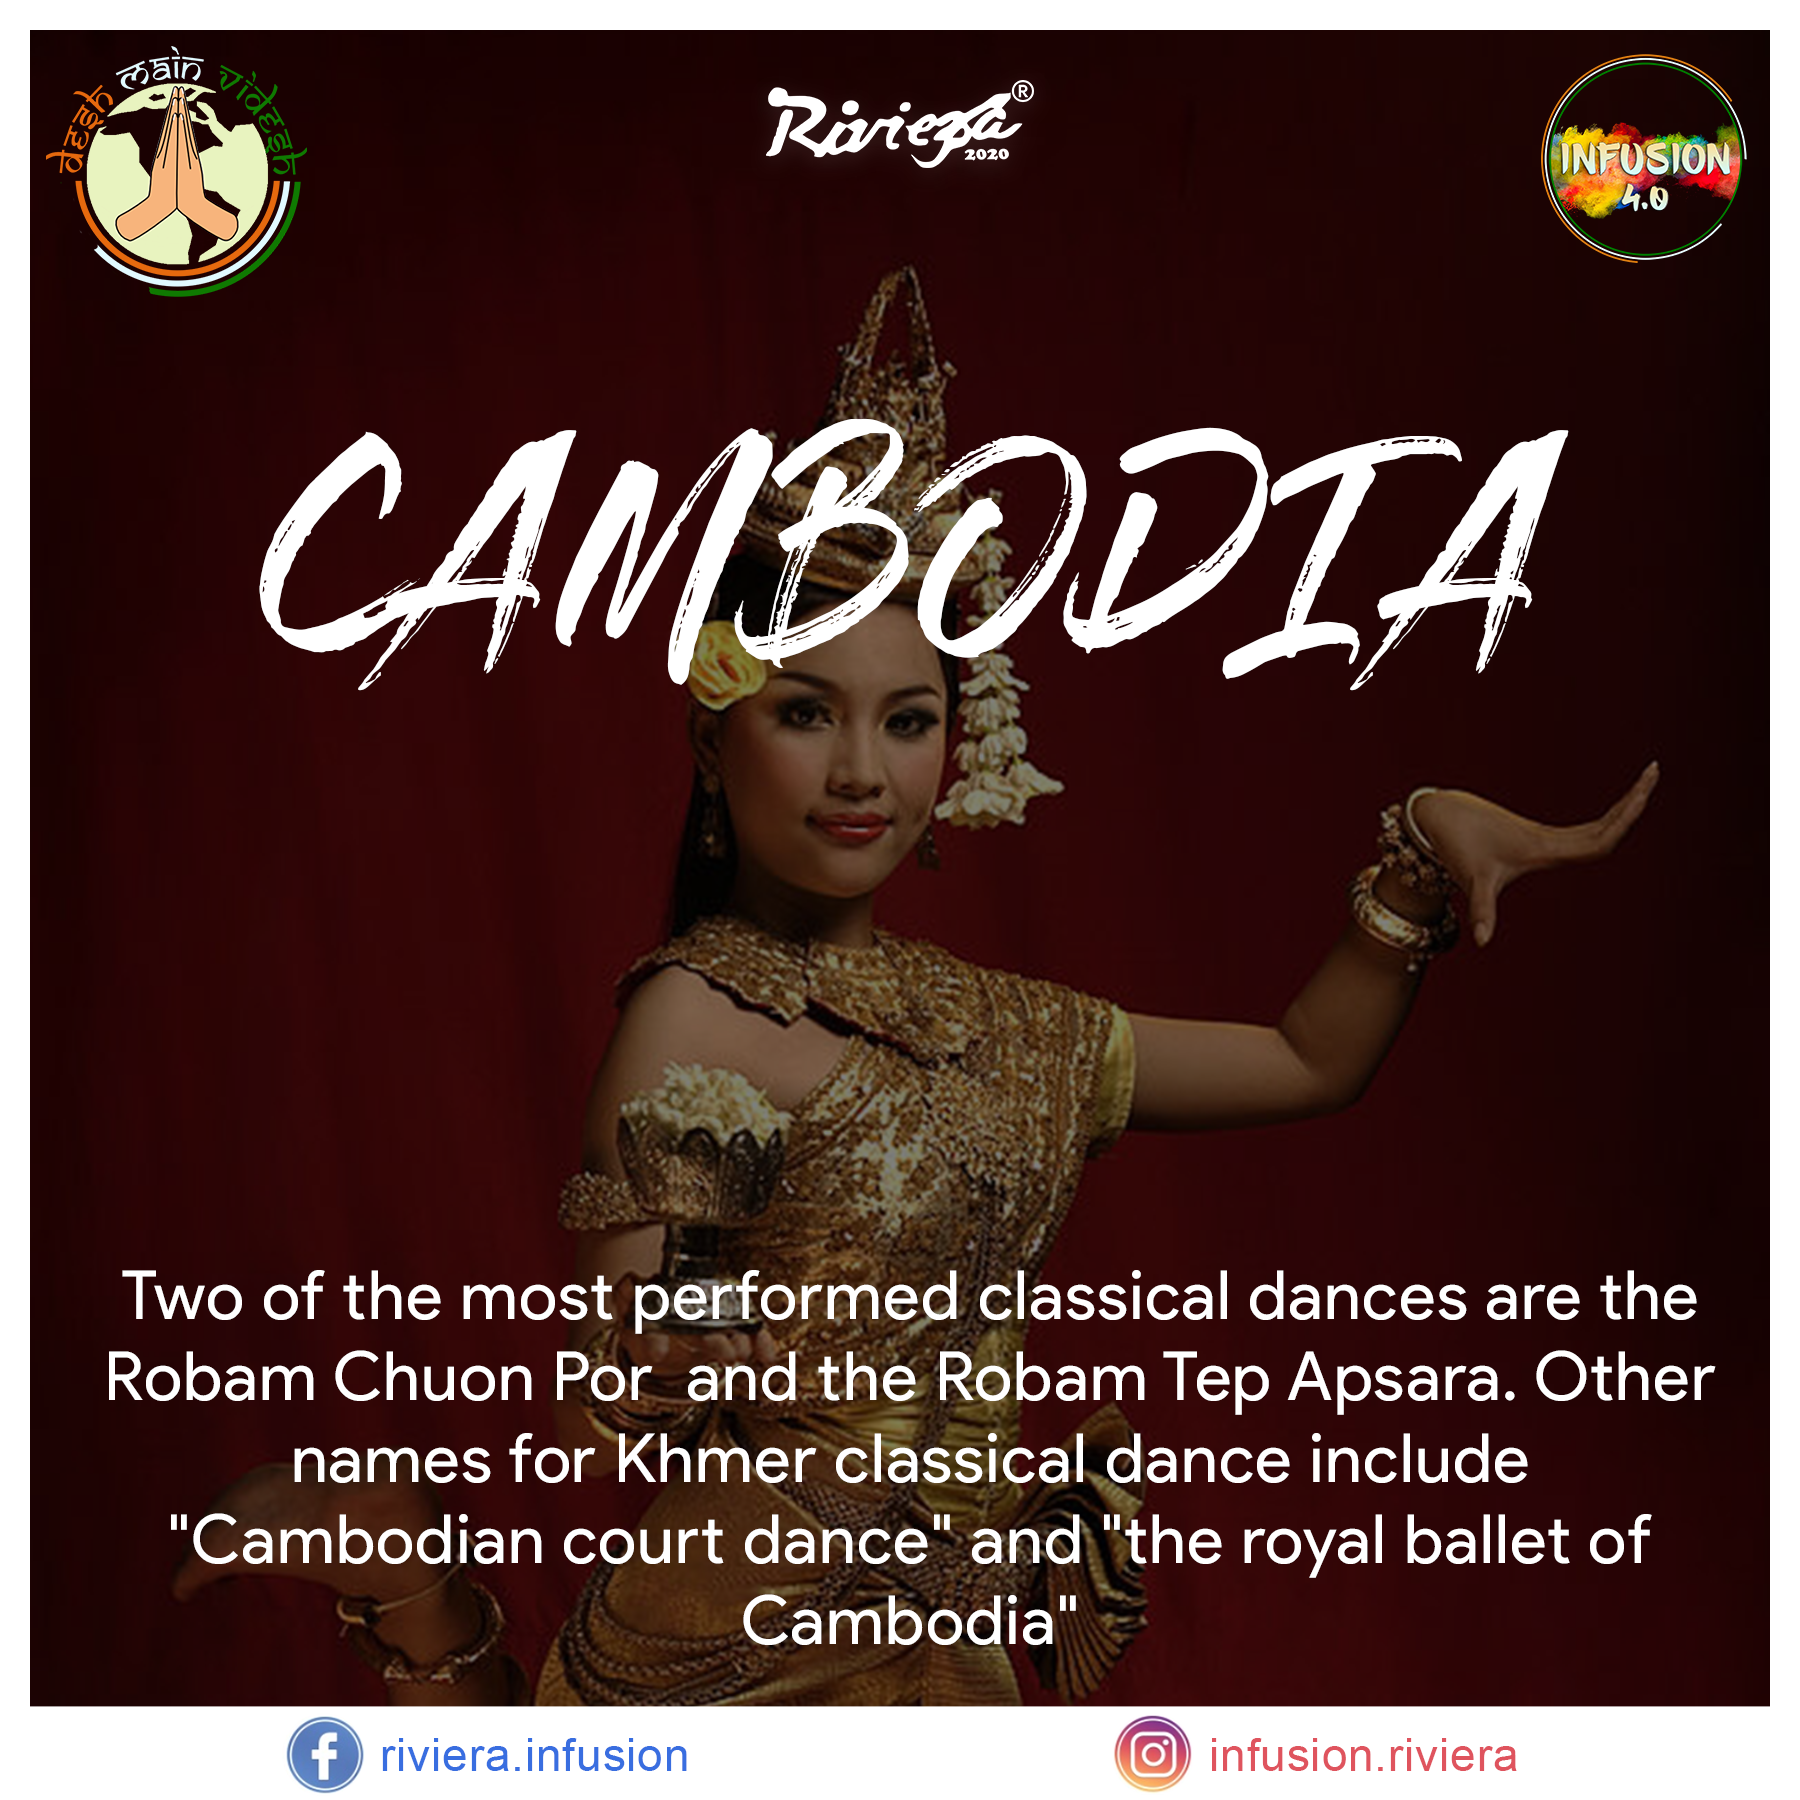 desh main videsh
Riviera ®
2020
INFUSION
4.0
CAMBODIA
Two of the most performed classical dances are the
Robam Chuon Por and the Robam Tep Apsara. Other
names for Khmer classical dance include
"Cambodian court dance" and "the royal ballet of
Cambodia"
riviera.infusion
infusion.riviera